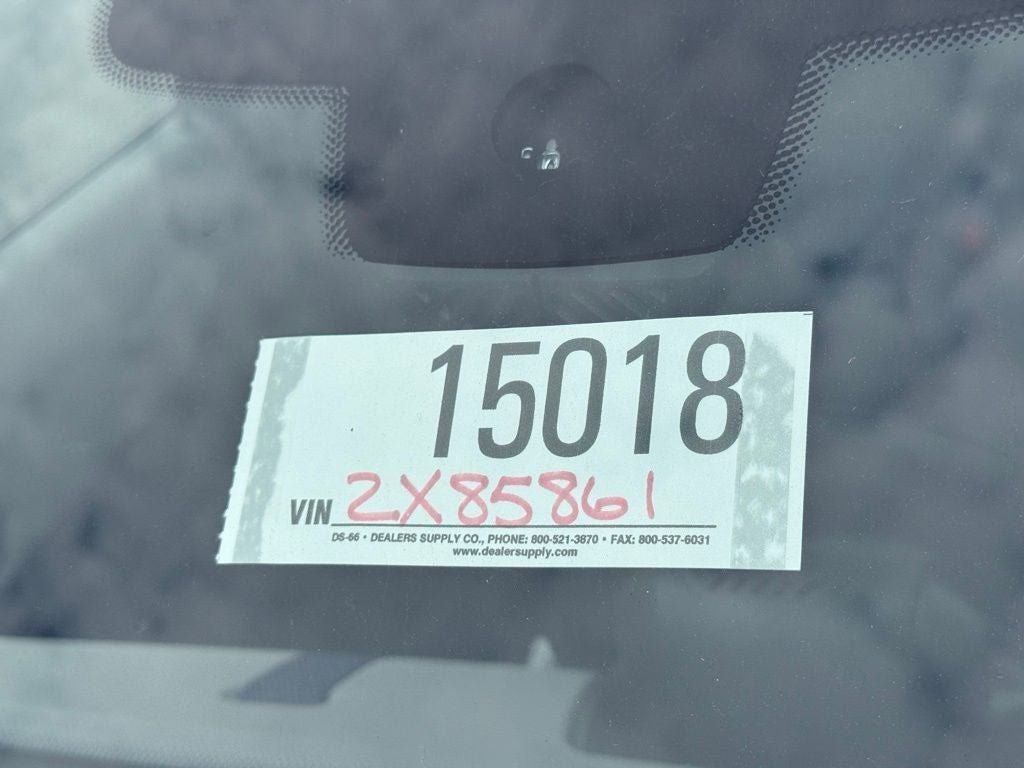 15018
VIN 2X85861
DS-66 • DEALERS SUPPLY CO., PHONE: 800-521-3870 • FAX: 800-537-6031
www.dealersupply.com